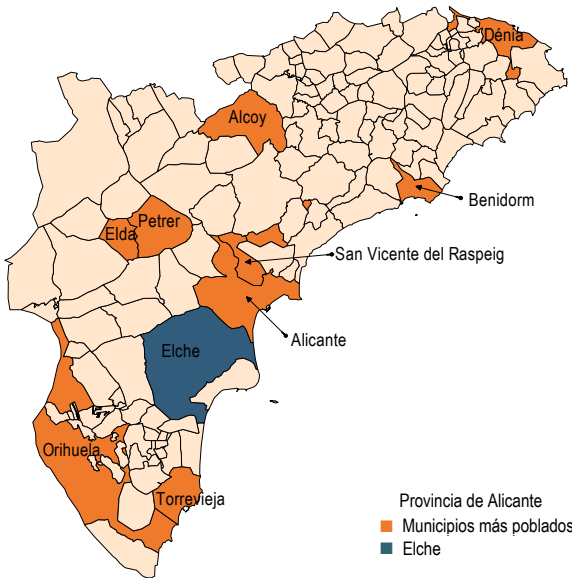 Dénia
Alcoy
Benidorm
Petrer
Elda
San Vicente del Raspeig
Alicante
Elche
Orihuela
Torrevieja
Provincia de Alicante
Municipios más poblados
Elche